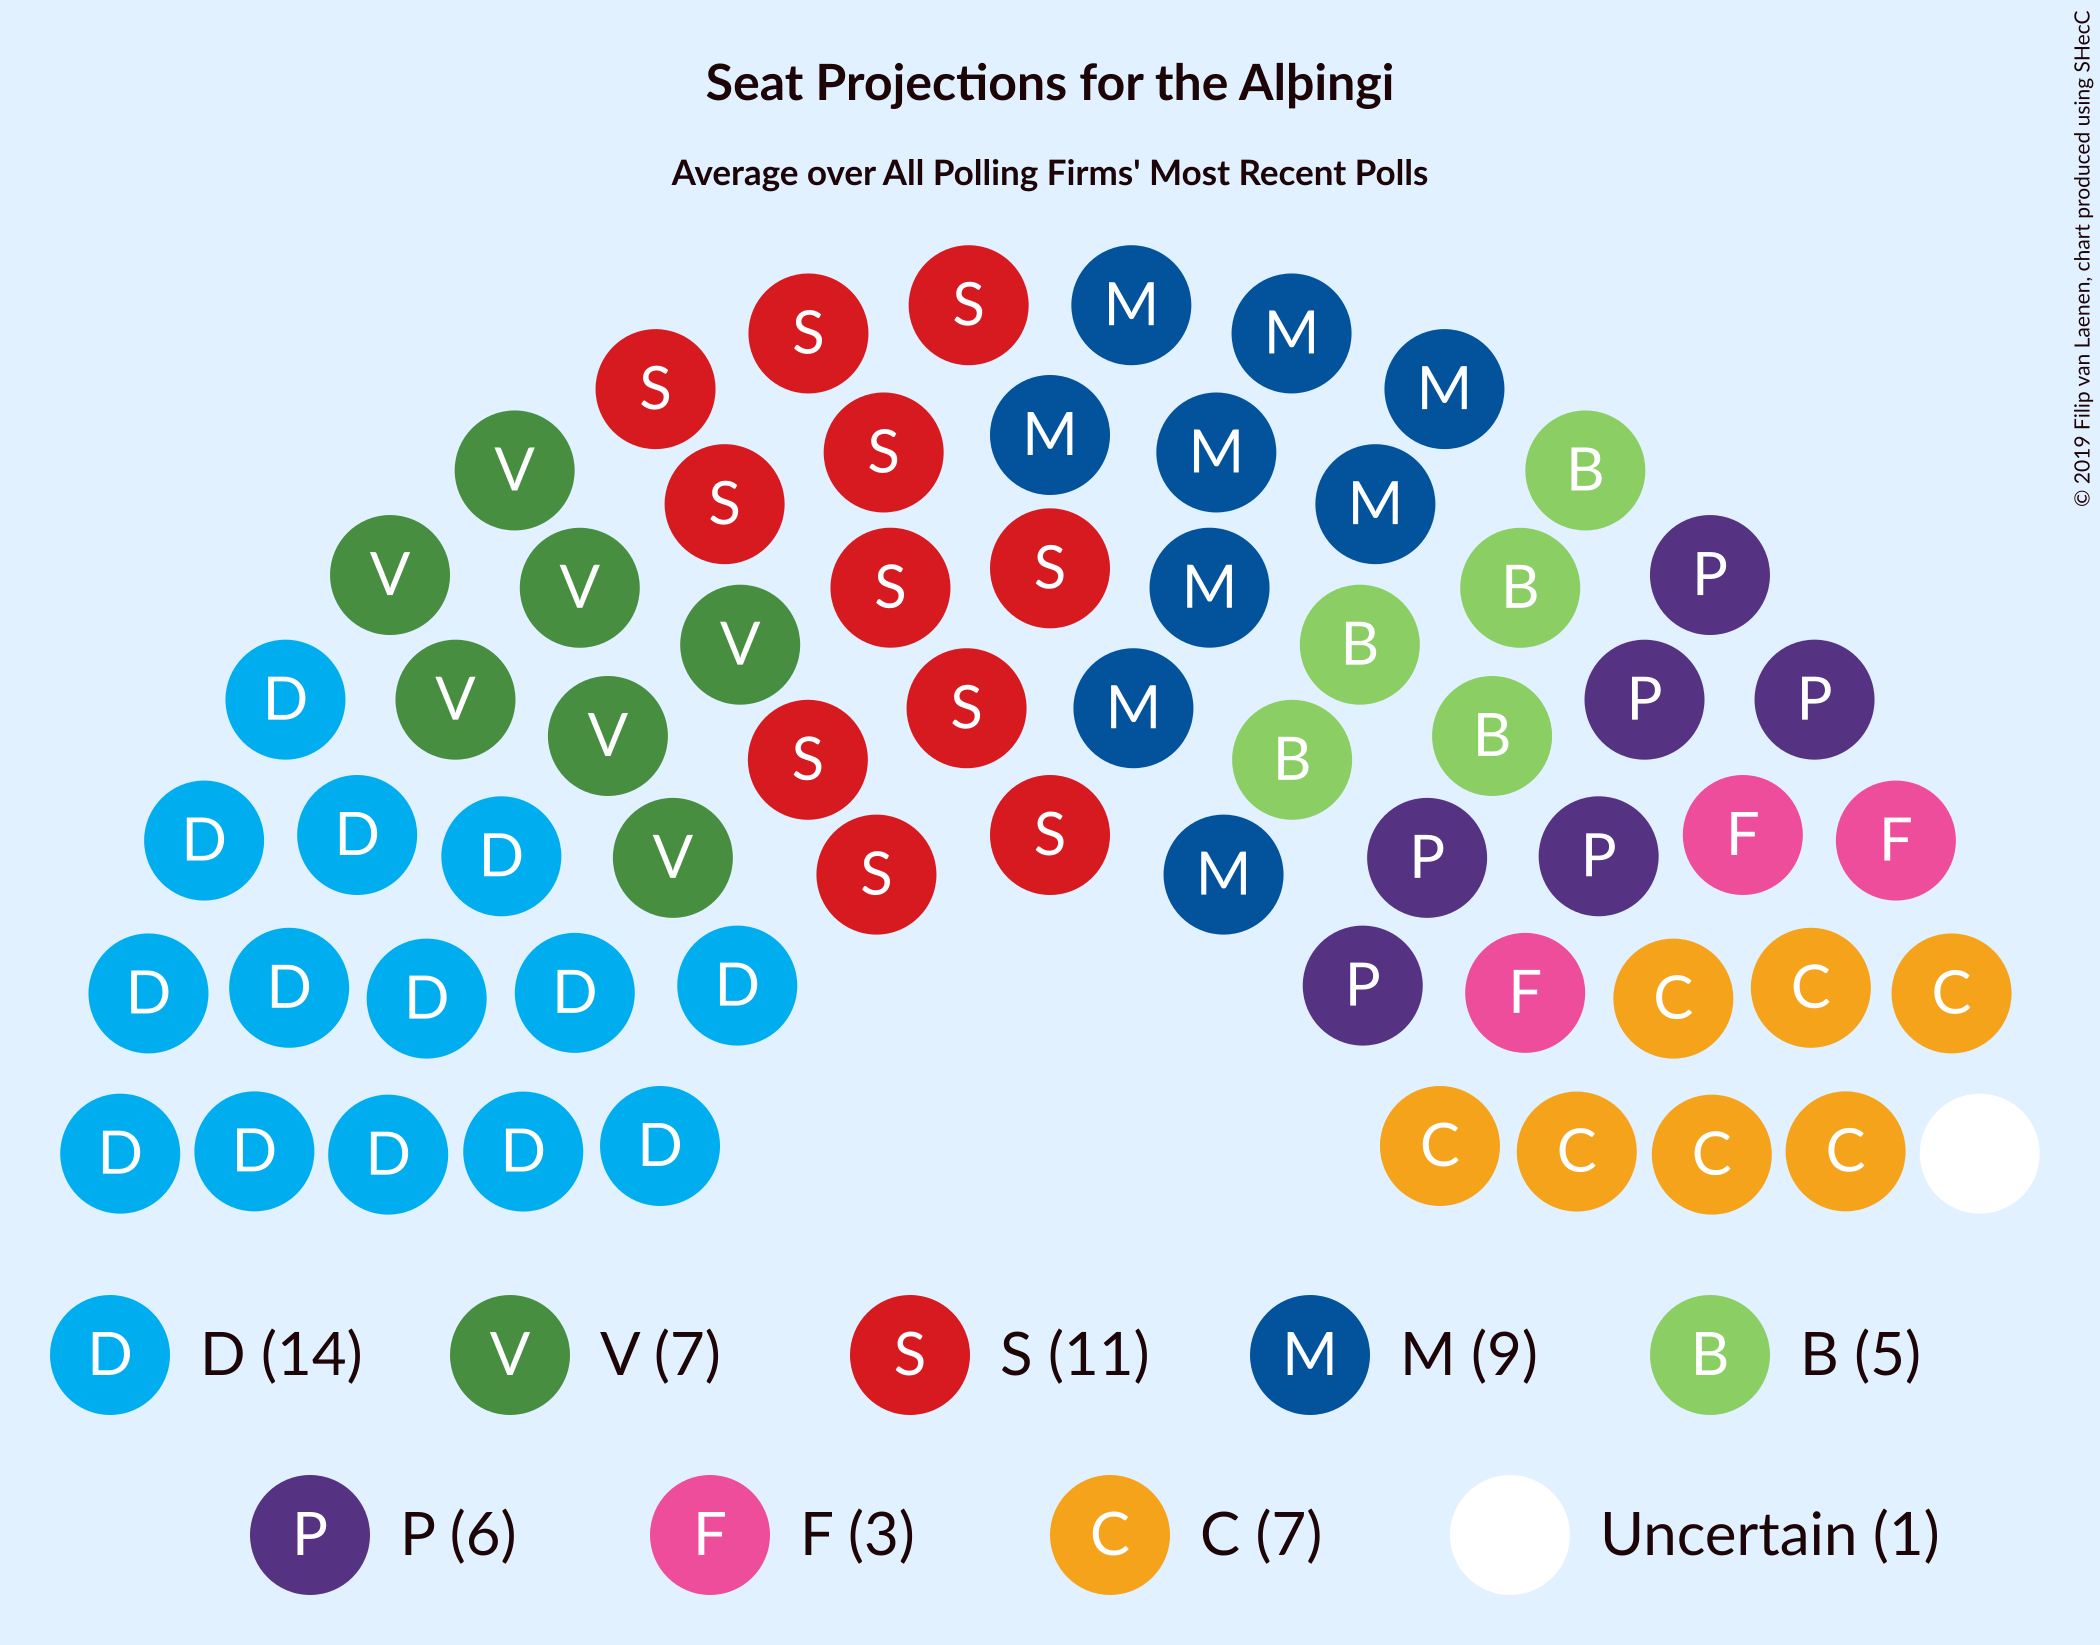 Seat Projections for the Alþingi
Average over All Polling Firms' Most Recent Polls
© 2019 Filip van Laenen, chart produced using SHecC
S S M M
S S M M
S M M
V S M B
V V S S M B P
V B
D V V S M B B P P
S B
D D D V S S M P P F F
D D D D D P F C C C
D D D D D C C C C
D D (14) V V (7) S S (11) M M (9) B B (5)
P P (6) F F (3) C C (7) Uncertain (1)